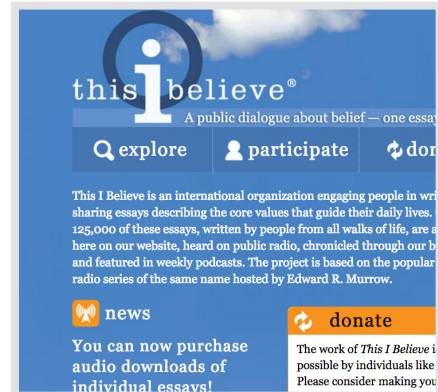 this i believe®
A public dialogue about belief — one essay
explore participate
This I Believe is an international organization engaging people in
sharing essays describing the core values that guide their daily lives.
125,000 of these essays, written by people from all walks of life, are
here on our website, heard on public radio, chronicled through our
and featured in weekly podcasts. The project is based on the popular
radio series of the same name hosted by Edward R. Murrow.
news
You can now purchase
audio downloads of
individual essays!
donate
The work of This I Believe
possible by individuals like
Please consider making